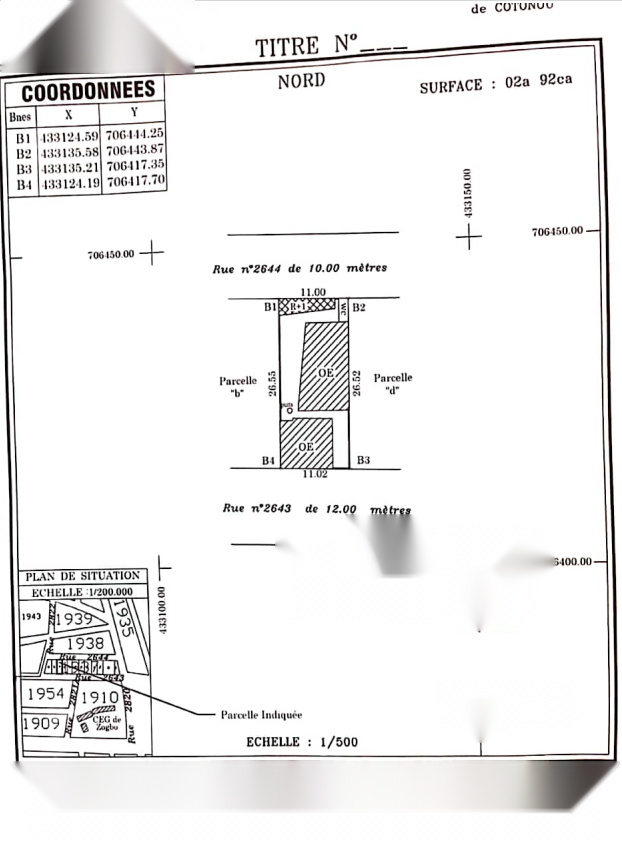 de COTONOU
TITRE N°___
COORDONNEES
NORD
SURFACE : 02a 92ca
Bnes X Y
B1 433124.59 706444.25
B2 433135.58 706443.87
B3 433135.21 706417.35
B4 433124.19 706417.70
433150.00
706450.00
706450.00
Rue n°2644 de 10.00 mètres
11.00
B1 R+1 WC B2
Parcelle "b"
26.55
OE
26.52
Parcelle "d"
OE
B4 B3
11.02
Rue n°2643 de 12.00 mètres
6400.00
PLAN DE SITUATION
ECHELLE :1/200.000
433100.00
1943 2822 1939 1935
Rue 1938
Rue 2644
Rue 2643
1954 2821 1910 2820
1909 Rue CEG de Zogbo Rue
Parcelle Indiquée
ECHELLE : 1/500